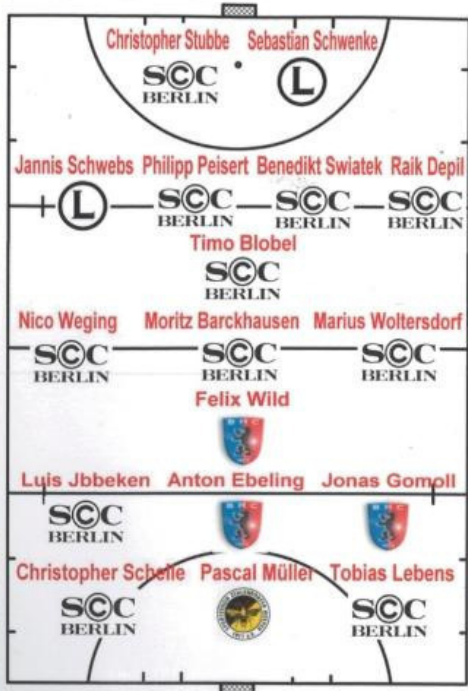 Christopher Stubbe Sebastian Schwenke
SCC
BERLIN
L
Jannis Schwebs Philipp Peisert Benedikt Swiatek Raik Depil
L
SCC
BERLIN
SCC
BERLIN
SCC
BERLIN
Timo Blobel
SCC
BERLIN
Nico Weging Moritz Barckhausen Marius Woltersdorf
SCC
BERLIN
SCC
BERLIN
SCC
BERLIN
Felix Wild
B H C
Luis Jbbeken Anton Ebeling Jonas Gomoll
SCC
BERLIN
B H C
B H C
Christopher Schelle Pascal Müller Tobias Lebens
SCC
BERLIN
SCC
BERLIN